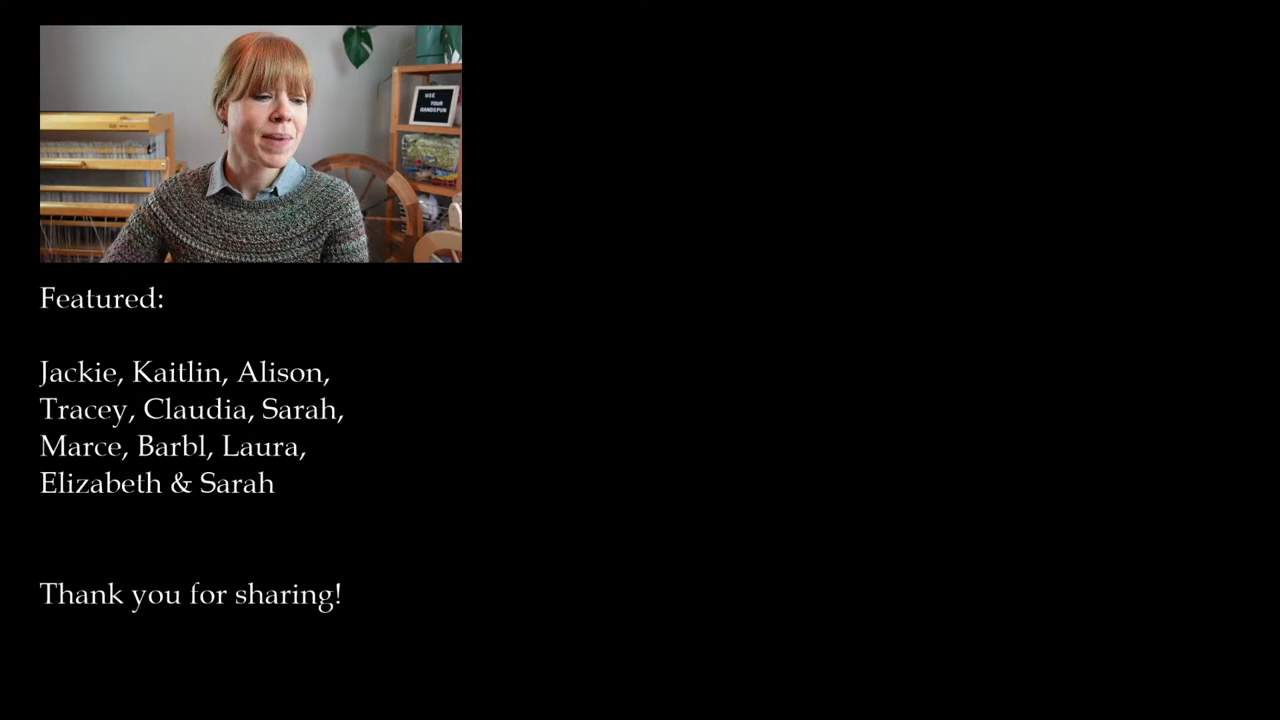 USE
YOUR
HANDSPUN
Featured:
Jackie, Kaitlin, Alison,
Tracey, Claudia, Sarah,
Marce, Barbl, Laura,
Elizabeth & Sarah
Thank you for sharing!